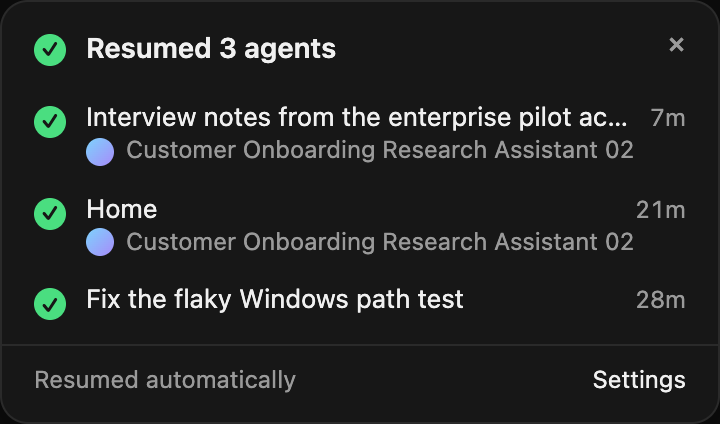 Resumed 3 agents
Interview notes from the enterprise pilot ac... 7m
Customer Onboarding Research Assistant 02
Home 21m
Customer Onboarding Research Assistant 02
Fix the flaky Windows path test 28m
Resumed automatically Settings